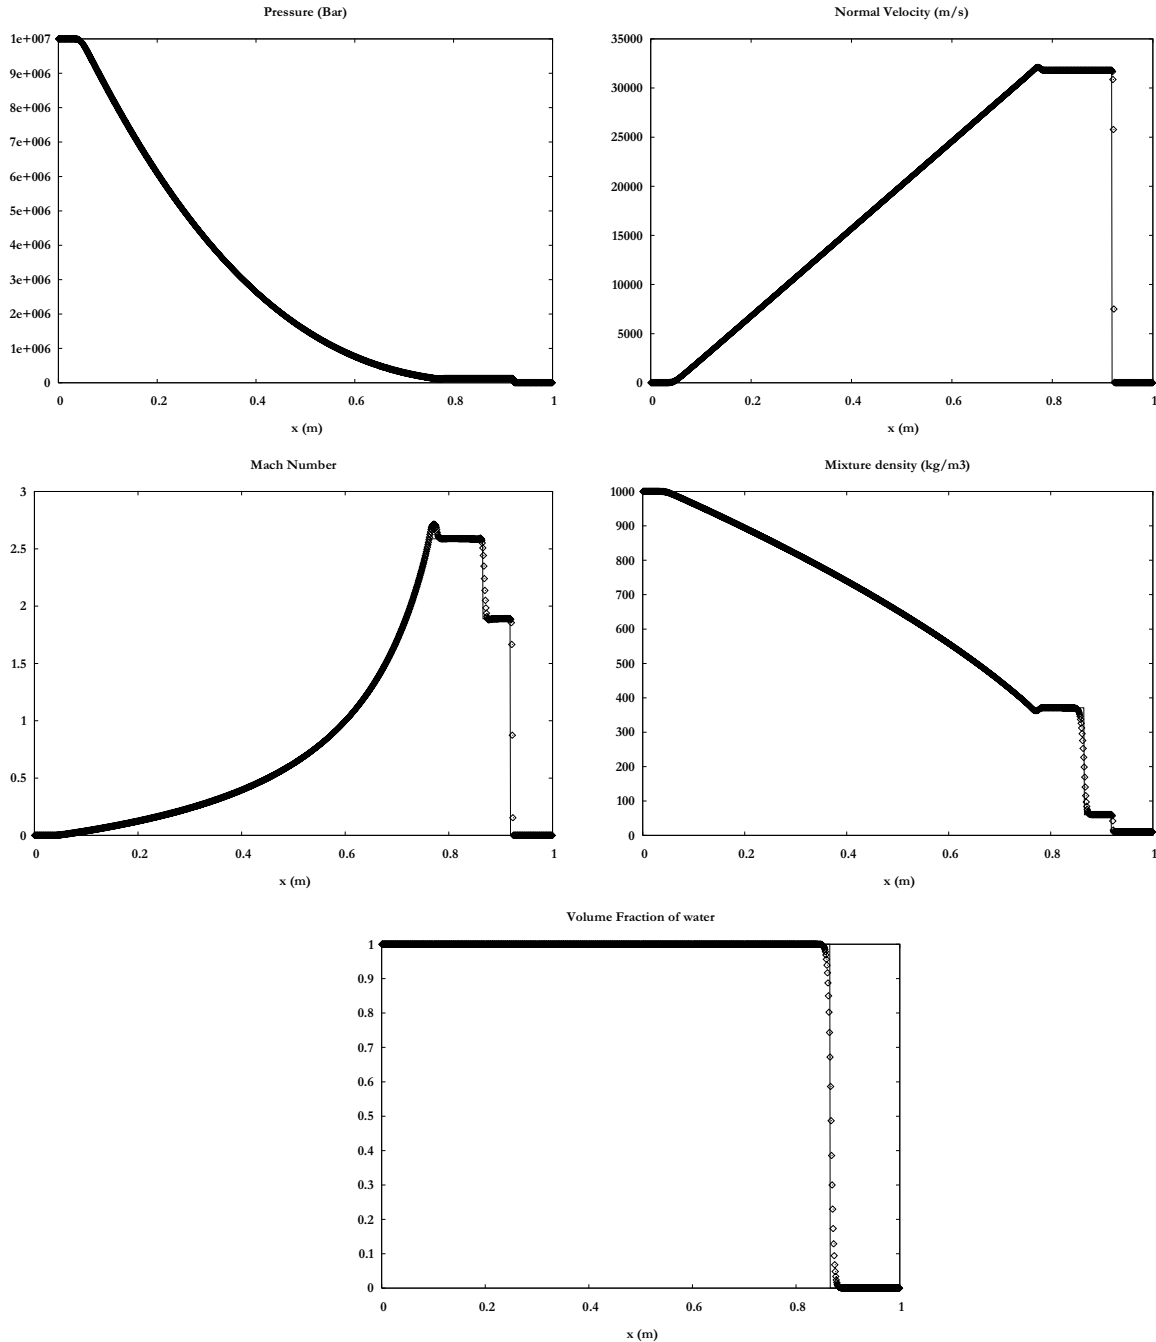 Pressure (Bar)
1e+007
9e+006
8e+006
7e+006
6e+006
5e+006
4e+006
3e+006
2e+006
1e+006
0
0 0.2 0.4 0.6 0.8 1
x (m)
Normal Velocity (m/s)
35000
30000
25000
20000
15000
10000
5000
0
0 0.2 0.4 0.6 0.8 1
x (m)
Mach Number
3
2.5
2
1.5
1
0.5
0
0 0.2 0.4 0.6 0.8 1
x (m)
Mixture density (kg/m3)
1000
900
800
700
600
500
400
300
200
100
0
0 0.2 0.4 0.6 0.8 1
x (m)
Volume Fraction of water
1
0.9
0.8
0.7
0.6
0.5
0.4
0.3
0.2
0.1
0
0 0.2 0.4 0.6 0.8 1
x (m)